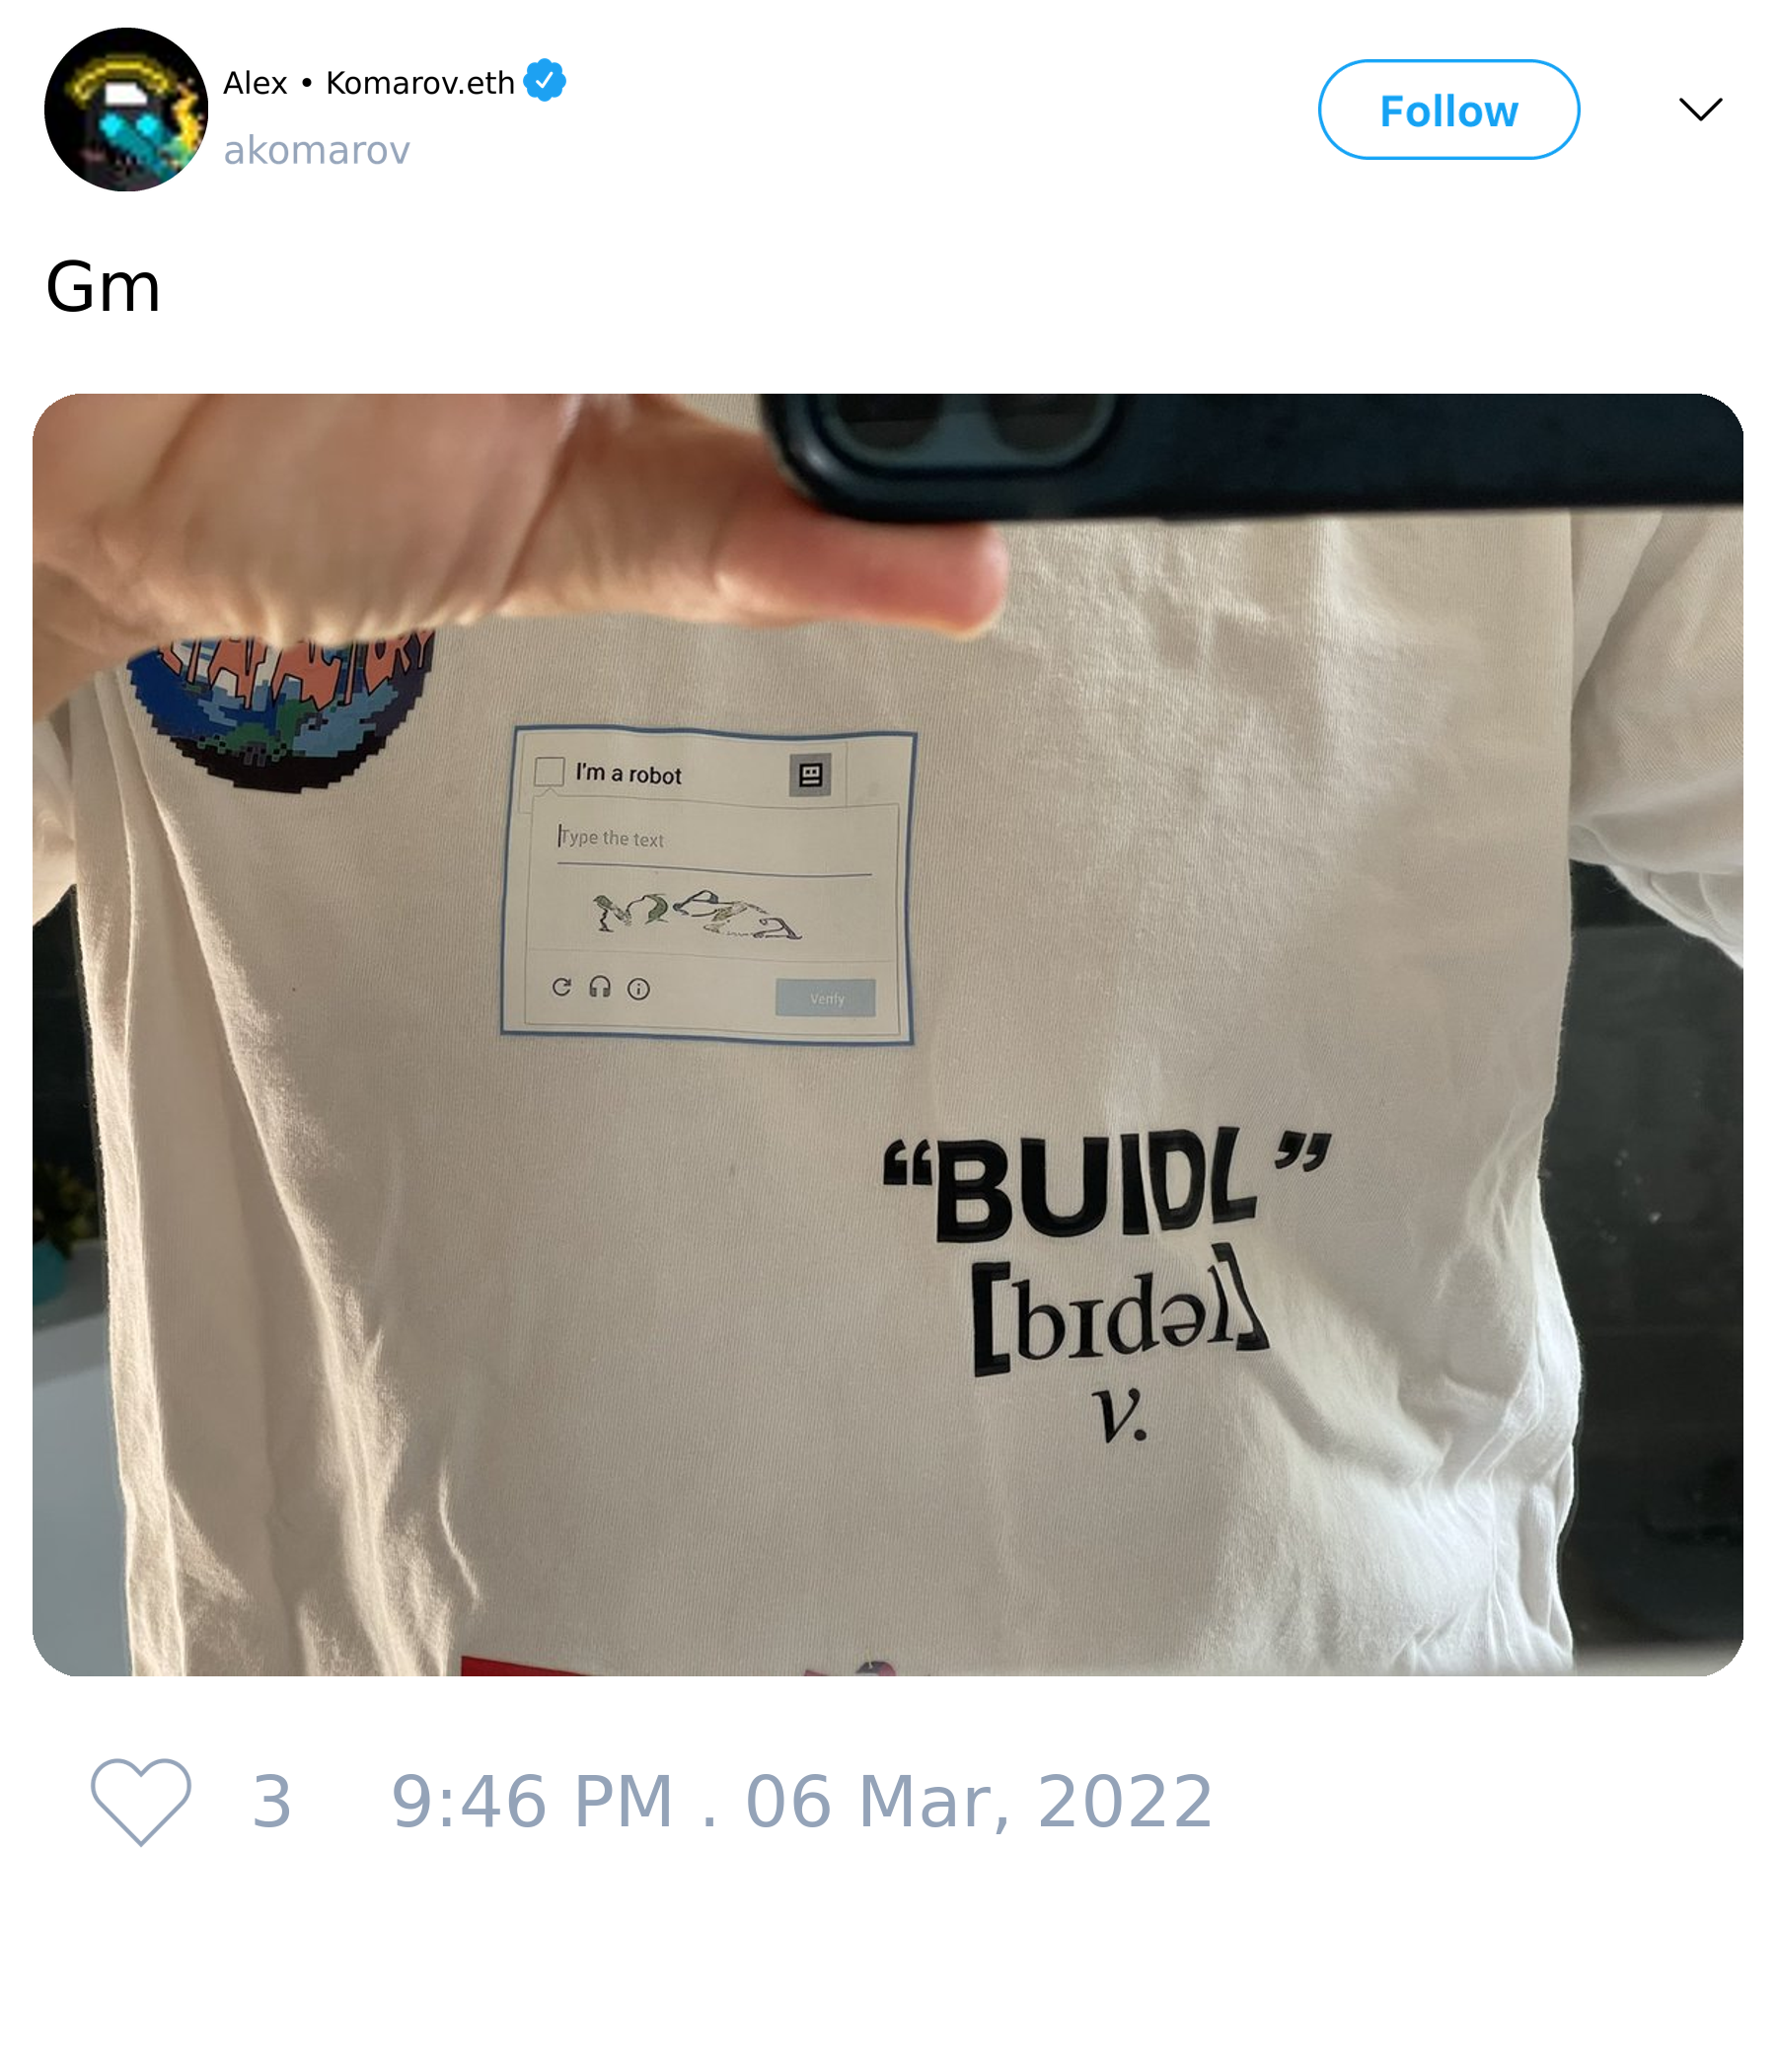 Alex • Komarov.eth
akomarov
Follow
Gm
I'm a robot
Type the text
Verify
“BUIDL”
[bɪdəl]
v.
3 9:46 PM . 06 Mar, 2022